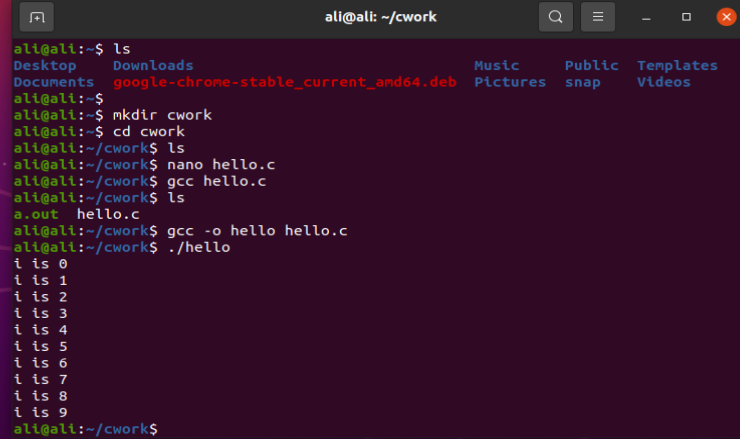 ali@ali: ~/cwork
ali@ali:~$ ls
Desktop    Downloads                                Music     Public  Templates
Documents  google-chrome-stable_current_amd64.deb  Pictures  snap    Videos
ali@ali:~$
ali@ali:~$ mkdir cwork
ali@ali:~$ cd cwork
ali@ali:~/cwork$ ls
ali@ali:~/cwork$ nano hello.c
ali@ali:~/cwork$ gcc hello.c
ali@ali:~/cwork$ ls
a.out  hello.c
ali@ali:~/cwork$ gcc -o hello hello.c
ali@ali:~/cwork$ ./hello
i is 0
i is 1
i is 2
i is 3
i is 4
i is 5
i is 6
i is 7
i is 8
i is 9
ali@ali:~/cwork$